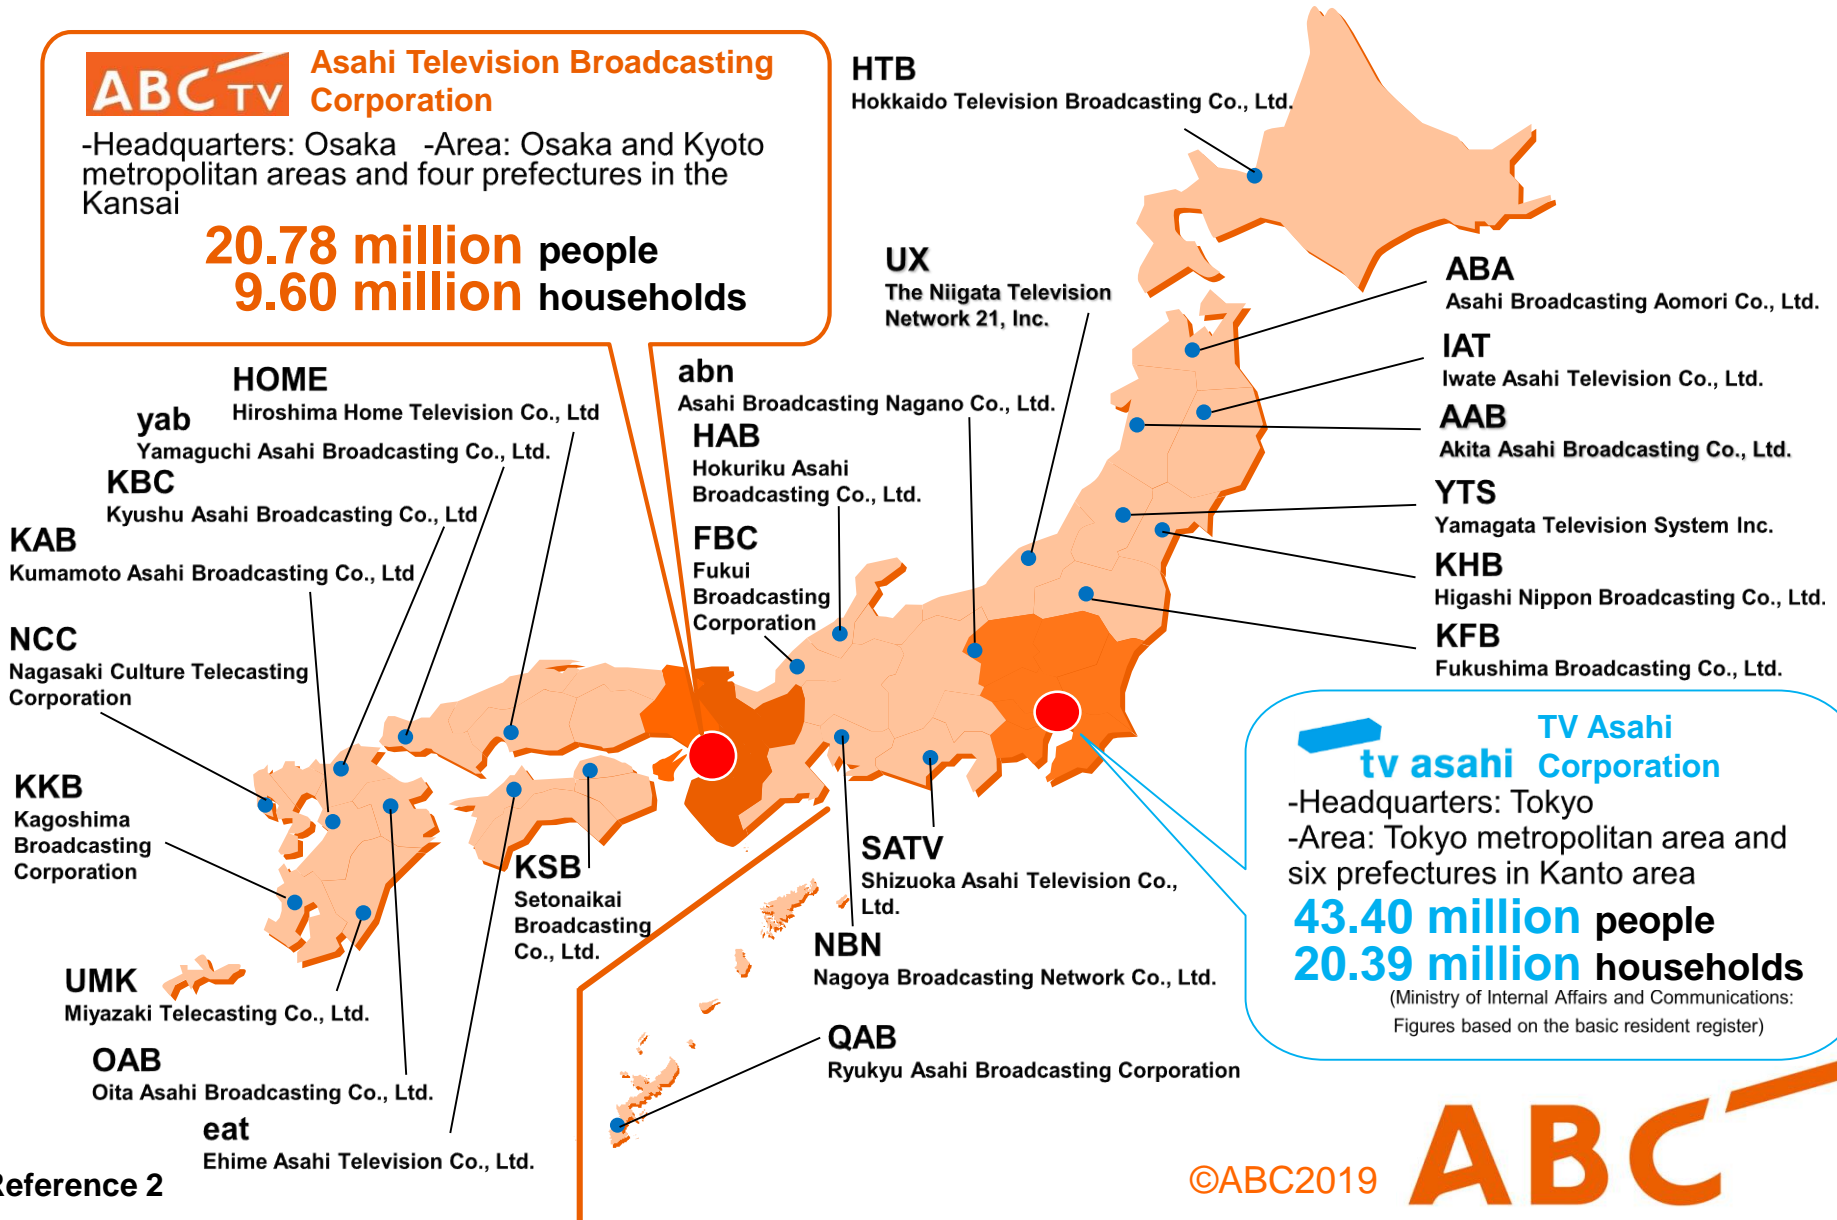 ABC TV
Asahi Television Broadcasting
Corporation
-Headquarters: Osaka -Area: Osaka and Kyoto
metropolitan areas and four prefectures in the
Kansai
20.78 million people
9.60 million households
HTB
Hokkaido Television Broadcasting Co., Ltd.
UX
The Niigata Television
Network 21, Inc.
ABA
Asahi Broadcasting Aomori Co., Ltd.
IAT
Iwate Asahi Television Co., Ltd.
AAB
Akita Asahi Broadcasting Co., Ltd.
YTS
Yamagata Television System Inc.
KHB
Higashi Nippon Broadcasting Co., Ltd.
KFB
Fukushima Broadcasting Co., Ltd.
HOME
Hiroshima Home Television Co., Ltd
yab
Yamaguchi Asahi Broadcasting Co., Ltd.
KBC
Kyushu Asahi Broadcasting Co., Ltd
KAB
Kumamoto Asahi Broadcasting Co., Ltd
NCC
Nagasaki Culture Telecasting
Corporation
KKB
Kagoshima
Broadcasting
Corporation
UMK
Miyazaki Telecasting Co., Ltd.
OAB
Oita Asahi Broadcasting Co., Ltd.
eat
Ehime Asahi Television Co., Ltd.
abn
Asahi Broadcasting Nagano Co., Ltd.
HAB
Hokuriku Asahi
Broadcasting Co., Ltd.
FBC
Fukui
Broadcasting
Corporation
KSB
Setonaikai
Broadcasting
Co., Ltd.
SATV
Shizuoka Asahi Television Co.,
Ltd.
NBN
Nagoya Broadcasting Network Co., Ltd.
QAB
Ryukyu Asahi Broadcasting Corporation
tv asahi
TV Asahi
Corporation
-Headquarters: Tokyo
-Area: Tokyo metropolitan area and
six prefectures in Kanto area
43.40 million people
20.39 million households
(Ministry of Internal Affairs and Communications:
Figures based on the basic resident register)
Reference 2
©ABC2019
ABC